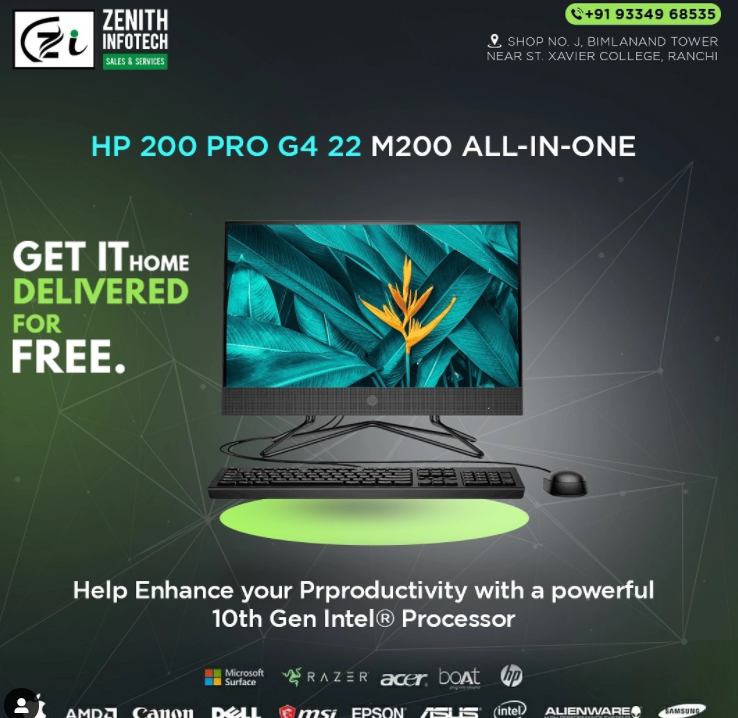 Zi
ZENITH
INFOTECH
SALES & SERVICES
+91 93349 68535
SHOP NO. J, BIMLANAND TOWER
NEAR ST. XAVIER COLLEGE, RANCHI
HP 200 PRO G4 22 M200 ALL-IN-ONE
GET IT HOME
DELIVERED
FOR
FREE.
Help Enhance your Prproductivity with a powerful
10th Gen Intel® Processor
Microsoft
Surface
RAZER
acer
boAt
hp
AMD
Canon
DELL
msi
EPSON
ASUS
intel
ALIENWARE
SAMSUNG